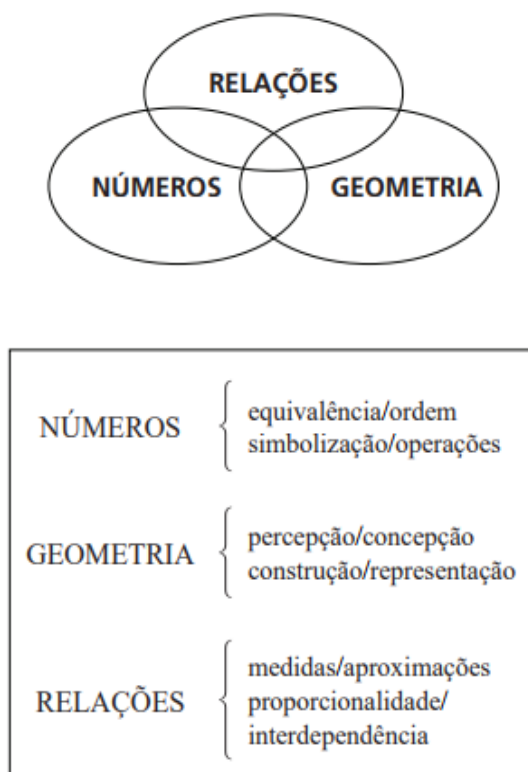 RELAÇÕES
NÚMEROS GEOMETRIA
NÚMEROS
equivalência/ordem
simbolização/operações
GEOMETRIA
percepção/concepção
construção/representação
RELAÇÕES
medidas/aproximações
proporcionalidade/
interdependência